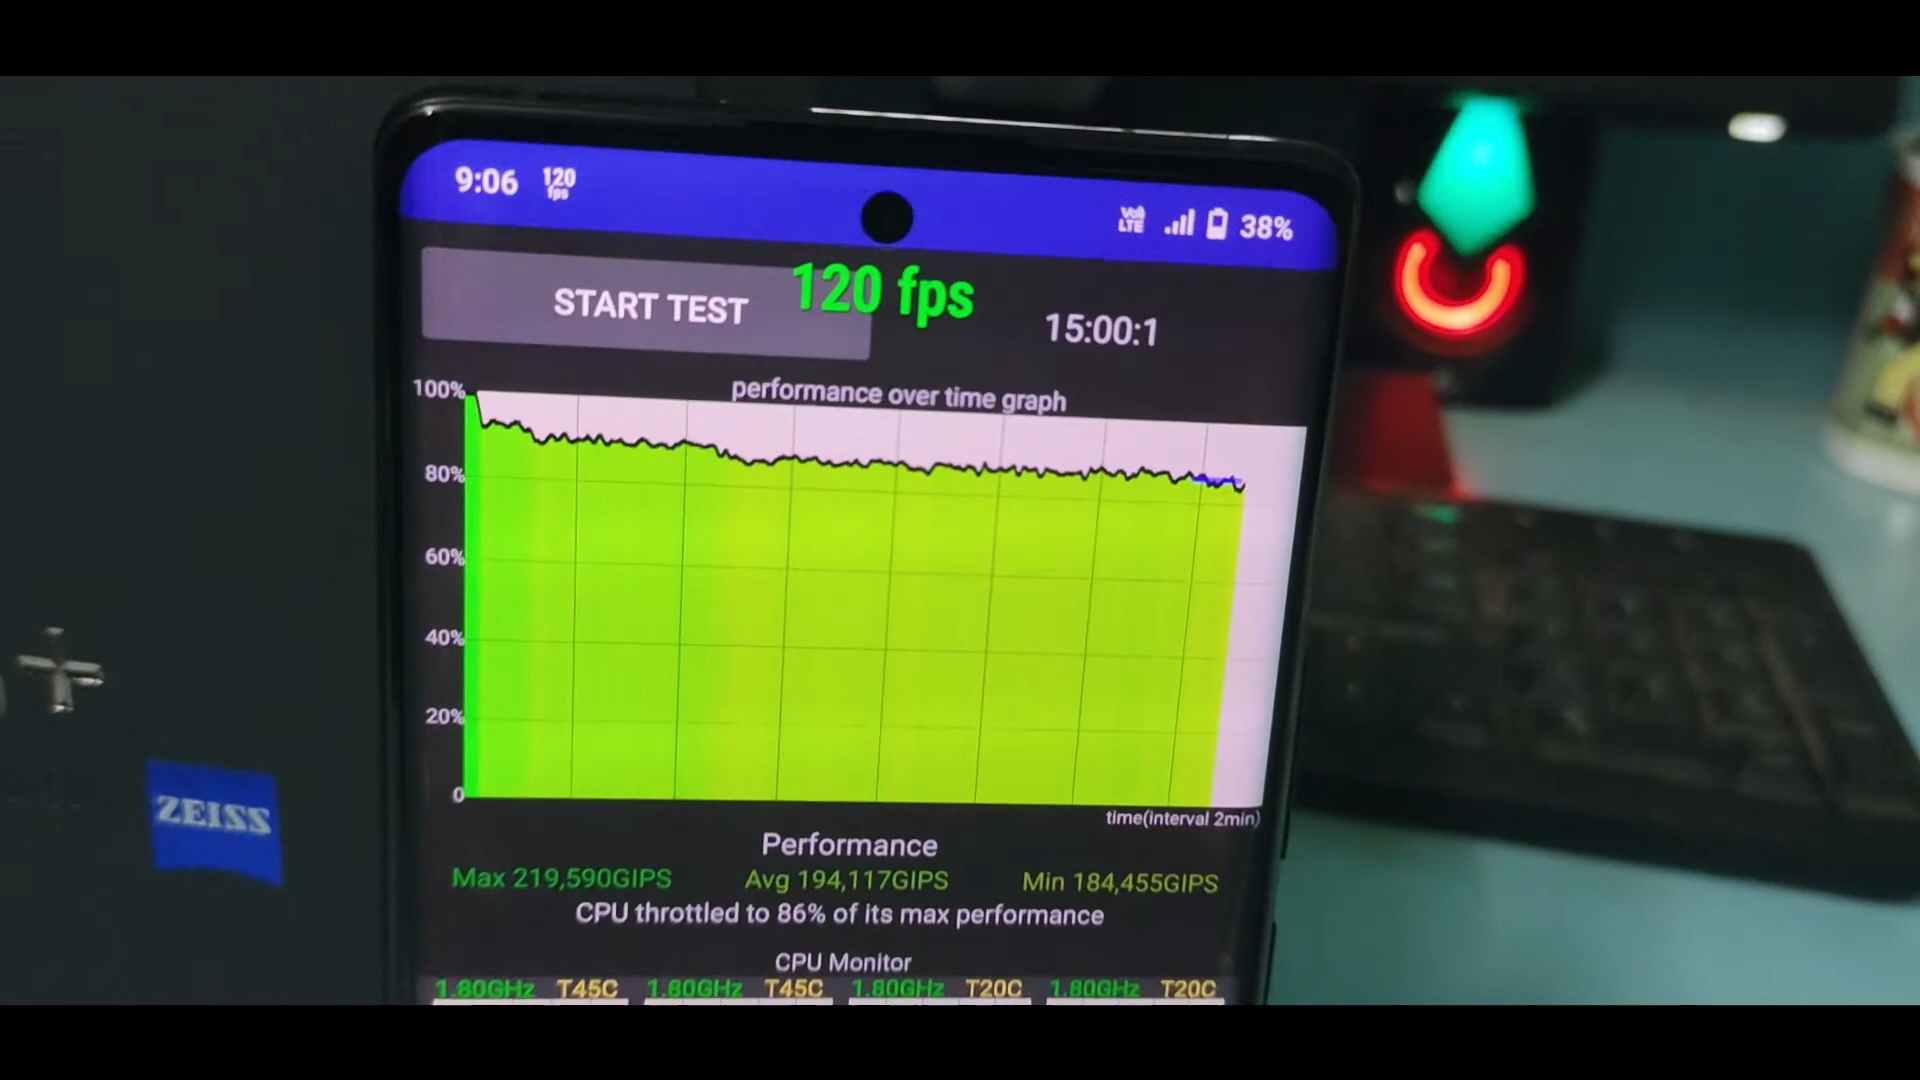 9:06 120 fps VoLTE 38%
START TEST 120 fps 15:00:1
performance over time graph
100%
80%
60%
40%
20%
0
time(interval 2min)
Performance
Max 219,590GIPS Avg 194,117GIPS Min 184,455GIPS
CPU throttled to 86% of its max performance
CPU Monitor
1.80GHz T45C 1.80GHz T45C 1.80GHz T20C 1.80GHz T20C
ZEISS